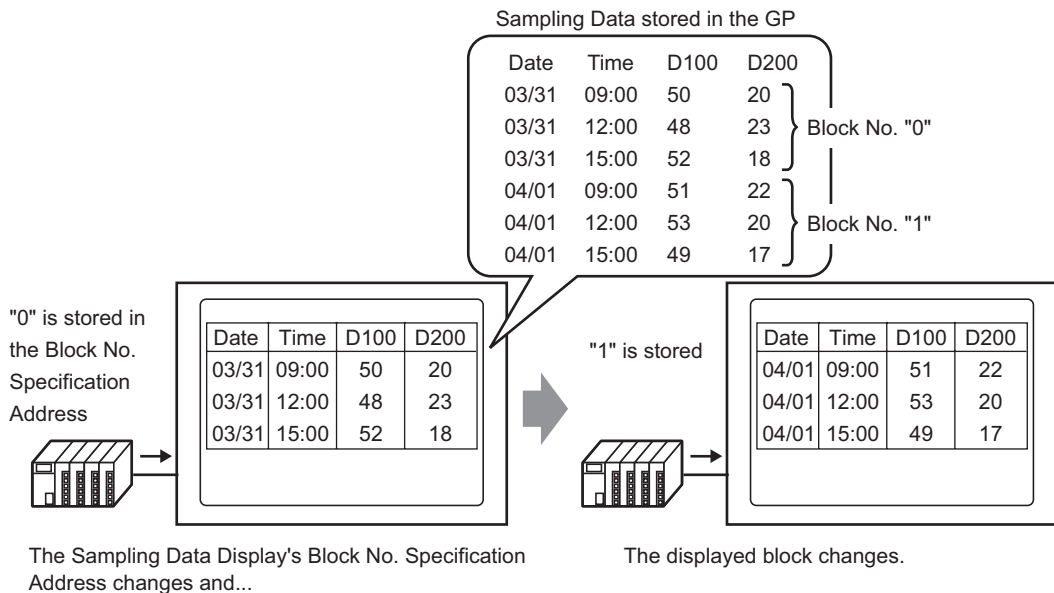 Sampling Data stored in the GP
Date Time D100 D200
03/31 09:00 50 20
03/31 12:00 48 23
03/31 15:00 52 18
04/01 09:00 51 22
04/01 12:00 53 20
04/01 15:00 49 17
Block No. "0"
Block No. "1"
"0" is stored in
the Block No.
Specification
Address
Date Time D100 D200
03/31 09:00 50 20
03/31 12:00 48 23
03/31 15:00 52 18
"1" is stored
Date Time D100 D200
04/01 09:00 51 22
04/01 12:00 53 20
04/01 15:00 49 17
The Sampling Data Display's Block No. Specification
Address changes and...
The displayed block changes.